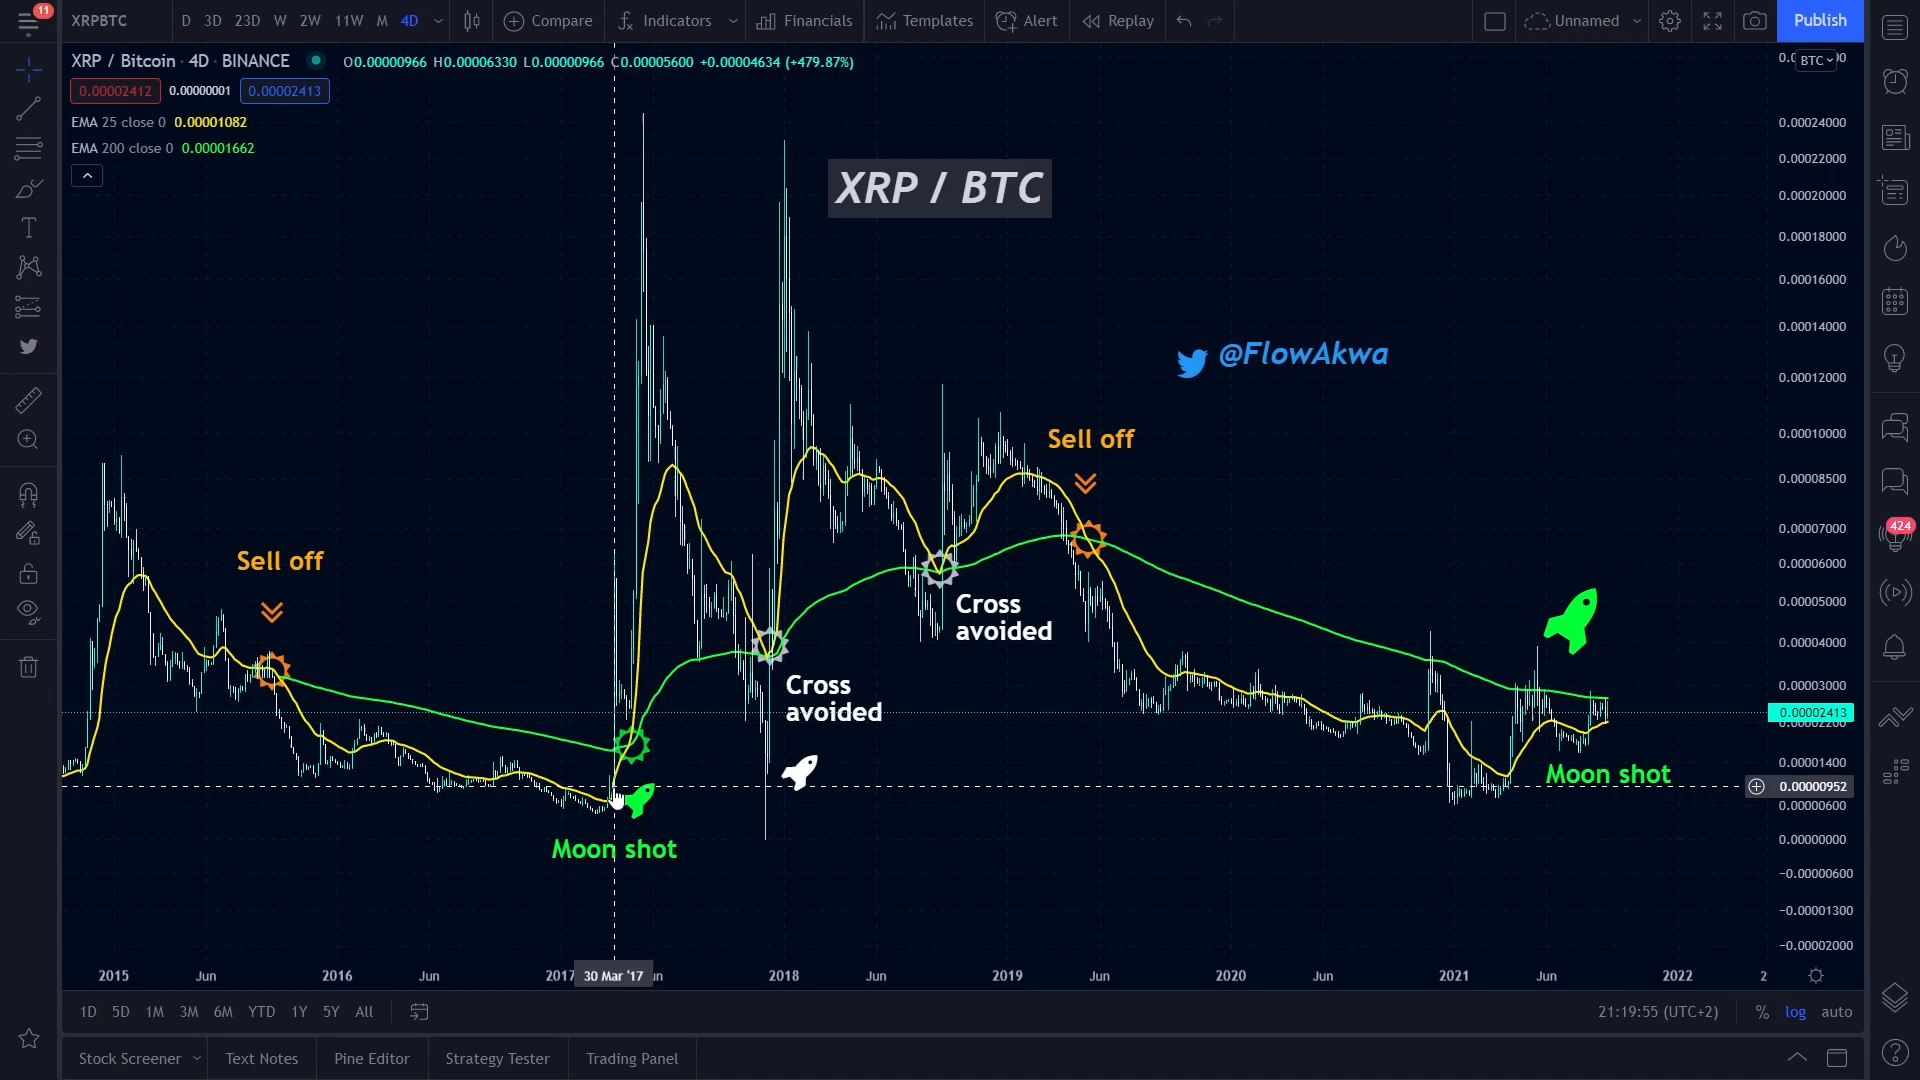 11
XRPBTC D 3D 23D W 2W 11W M 4D Compare Indicators Financials Templates Alert Replay Unnamed Publish
XRP / Bitcoin · 4D · BINANCE O0.00000966 H0.00006330 L0.00000966 C0.00005600 +0.00004634 (+479.87%)
BTC
0.00002412 0.00000001 0.00002413
EMA 25 close 0 0.00001082
EMA 200 close 0 0.00001662
XRP / BTC
@FlowAkwa
Sell off
Sell off
Cross
avoided
Cross
avoided
Moon shot
Moon shot
0.00024000
0.00022000
0.00020000
0.00018000
0.00016000
0.00014000
0.00012000
0.00010000
0.00008500
0.00007000
0.00006000
0.00005000
0.00004000
0.00003000
0.00002413
0.00002200
0.00001400
0.00000952
0.00000600
0.00000000
−0.00000600
−0.00001300
−0.00002000
424
2015 Jun 2016 Jun 2017 30 Mar '17 2018 Jun 2019 Jun 2020 Jun 2021 Jun 2022 2
1D 5D 1M 3M 6M YTD 1Y 5Y All 21:19:55 (UTC+2) % log auto
Stock Screener Text Notes Pine Editor Strategy Tester Trading Panel